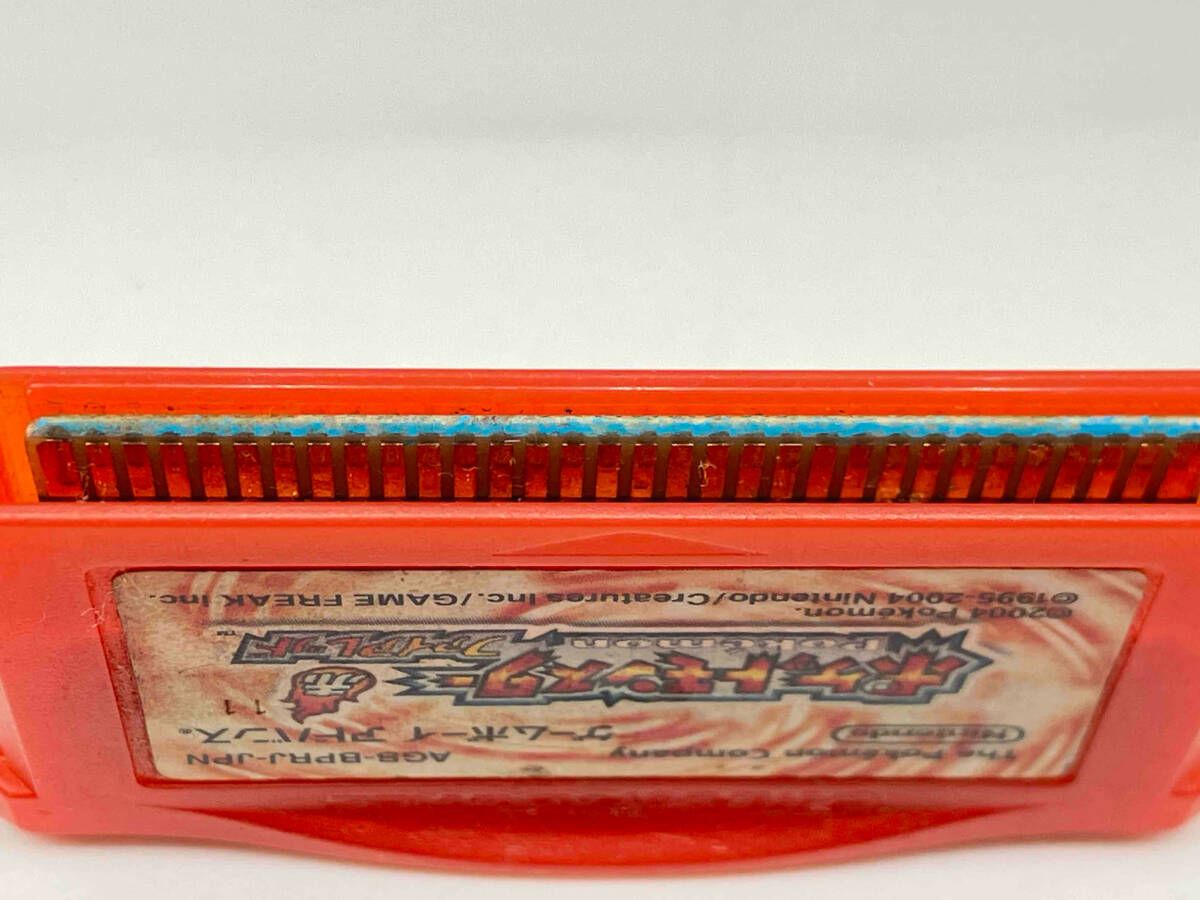 The Pokémon Company
AGB-BPRJ-JPN
Nintendo
ゲームボーイ アドバンス®
11
炎
ポケットモンスター
Pokémon
ファイアレッド
™
©2004 Pokémon.
©1995-2004 Nintendo/Creatures Inc./GAME FREAK inc.